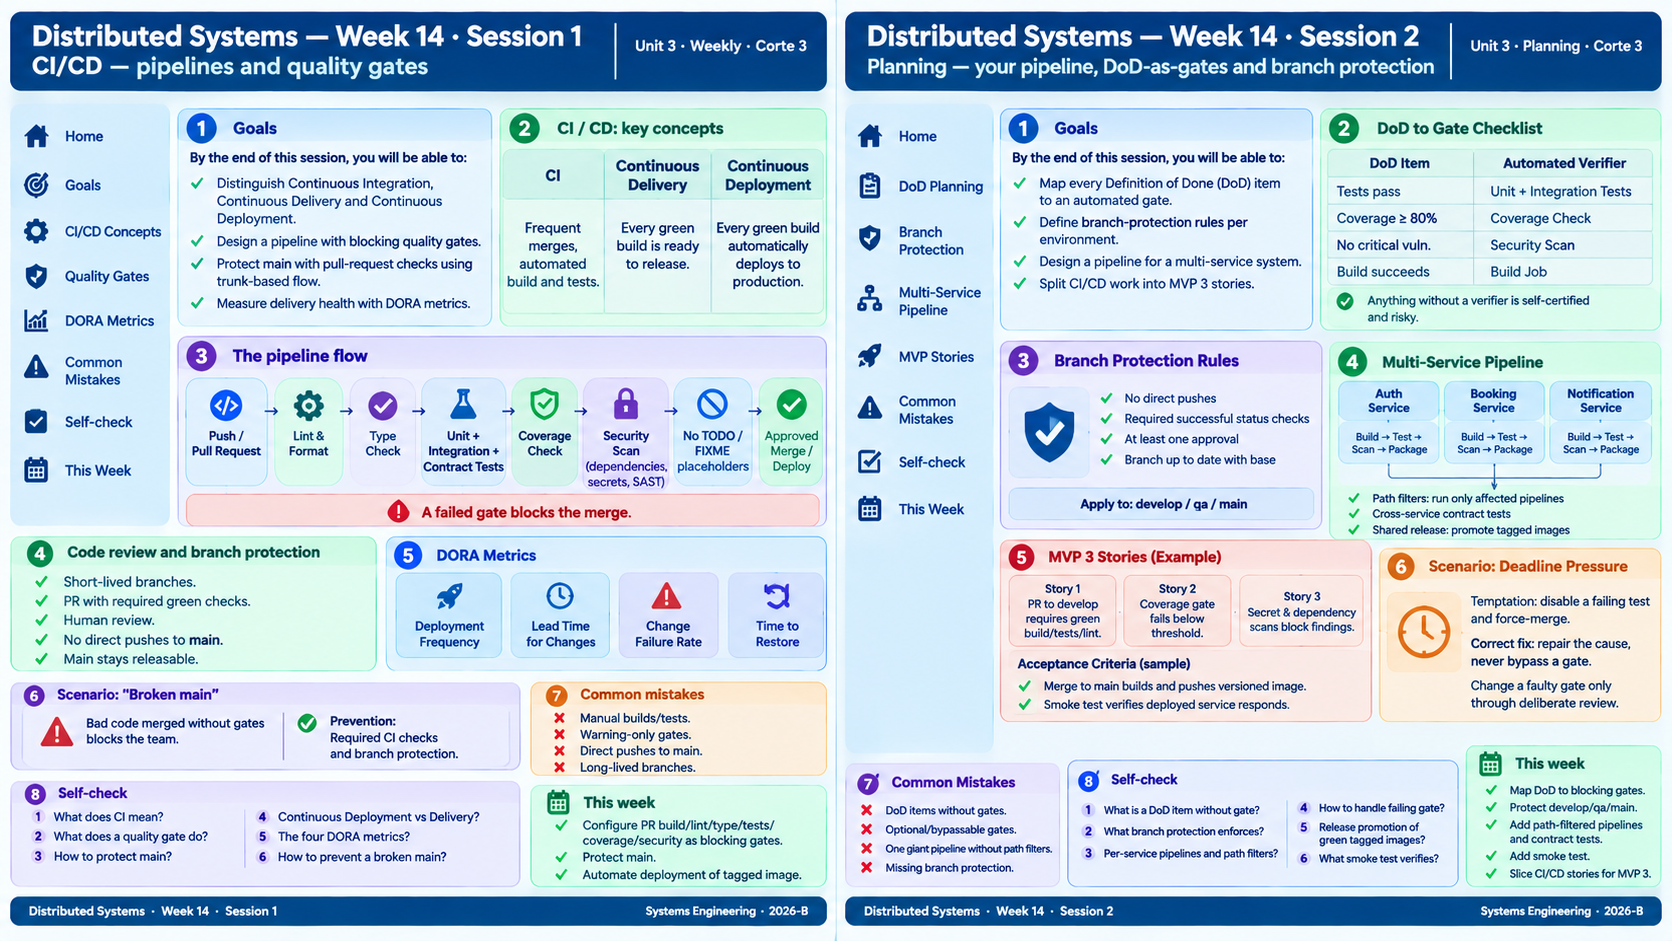 Distributed Systems — Week 14 · Session 1
CI/CD — pipelines and quality gates
Unit 3 · Weekly · Corte 3
Home
Goals
CI/CD Concepts
Quality Gates
DORA Metrics
Common
Mistakes
Self-check
This Week
1 Goals
By the end of this session, you will be able to:
Distinguish Continuous Integration,
Continuous Delivery and Continuous
Deployment.
Design a pipeline with blocking quality gates.
Protect main with pull-request checks using
trunk-based flow.
Measure delivery health with DORA metrics.
2 CI / CD: key concepts
CI
Continuous
Delivery
Continuous
Deployment
Frequent
merges,
automated
build and tests.
Every green
build is ready
to release.
Every green build
automatically
deploys to
production.
3 The pipeline flow
Push /
Pull Request
Lint &
Format
Type
Check
Unit +
Integration +
Contract Tests
Coverage
Check
Security
Scan
(dependencies,
secrets, SAST)
No TODO /
FIXME
placeholders
Approved
Merge /
Deploy
A failed gate blocks the merge.
4 Code review and branch protection
Short-lived branches.
PR with required green checks.
Human review.
No direct pushes to main.
Main stays releasable.
5 DORA Metrics
Deployment
Frequency
Lead Time
for Changes
Change
Failure Rate
Time to
Restore
6 Scenario: "Broken main"
Bad code merged without gates
blocks the team.
Prevention:
Required CI checks
and branch protection.
7 Common mistakes
Manual builds/tests.
Warning-only gates.
Direct pushes to main.
Long-lived branches.
8 Self-check
1 What does CI mean?
2 What does a quality gate do?
3 How to protect main?
4 Continuous Deployment vs Delivery?
5 The four DORA metrics?
6 How to prevent a broken main?
This week
Configure PR build/lint/type/tests/
coverage/security as blocking gates.
Protect main.
Automate deployment of tagged image.
Distributed Systems · Week 14 · Session 1
Systems Engineering · 2026-B
Distributed Systems — Week 14 · Session 2
Planning — your pipeline, DoD-as-gates and branch protection
Unit 3 · Planning · Corte 3
Home
DoD Planning
Branch
Protection
Multi-Service
Pipeline
MVP Stories
Common
Mistakes
Self-check
This Week
1 Goals
By the end of this session, you will be able to:
Map every Definition of Done (DoD) item
to an automated gate.
Define branch-protection rules per
environment.
Design a pipeline for a multi-service system.
Split CI/CD work into MVP 3 stories.
2 DoD to Gate Checklist
DoD Item Automated Verifier
Tests pass Unit + Integration Tests
Coverage ≥ 80% Coverage Check
No critical vuln. Security Scan
Build succeeds Build Job
Anything without a verifier is self-certified
and risky.
3 Branch Protection Rules
No direct pushes
Required successful status checks
At least one approval
Branch up to date with base
Apply to: develop / qa / main
4 Multi-Service Pipeline
Auth
Service
Booking
Service
Notification
Service
Build → Test →
Scan → Package
Build → Test →
Scan → Package
Build → Test →
Scan → Package
Path filters: run only affected pipelines
Cross-service contract tests
Shared release: promote tagged images
5 MVP 3 Stories (Example)
Story 1
PR to develop
requires green
build/tests/lint.
Story 2
Coverage gate
fails below
threshold.
Story 3
Secret & dependency
scans block findings.
Acceptance Criteria (sample)
Merge to main builds and pushes versioned image.
Smoke test verifies deployed service responds.
6 Scenario: Deadline Pressure
Temptation: disable a failing test
and force-merge.
Correct fix: repair the cause,
never bypass a gate.
Change a faulty gate only
through deliberate review.
7 Common Mistakes
DoD items without gates.
Optional/bypassable gates.
One giant pipeline without path filters.
Missing branch protection.
8 Self-check
1 What is a DoD item without gate?
2 What branch protection enforces?
3 Per-service pipelines and path filters?
4 How to handle failing gate?
5 Release promotion of
green tagged images?
6 What smoke test verifies?
This week
Map DoD to blocking gates.
Protect develop/qa/main.
Add path-filtered pipelines
and contract tests.
Add smoke test.
Slice CI/CD stories for MVP 3.
Distributed Systems · Week 14 · Session 2
Systems Engineering · 2026-B